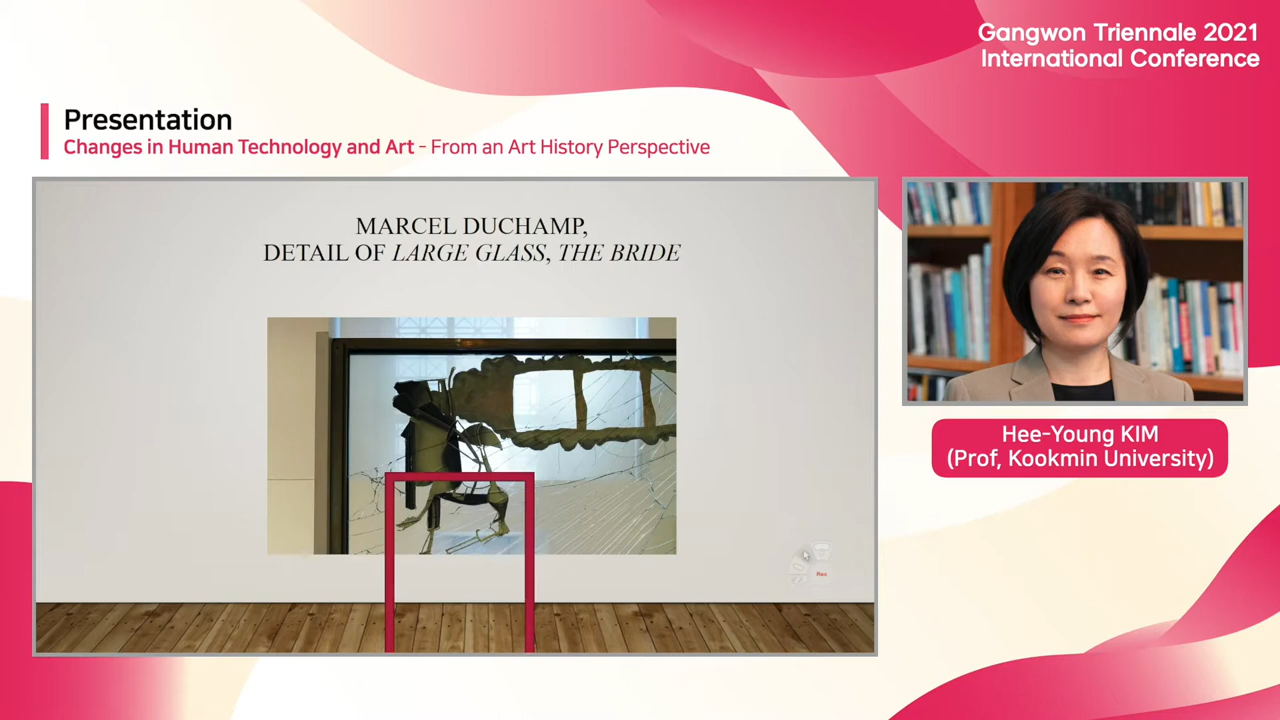 Gangwon Triennale 2021
International Conference
Presentation
Changes in Human Technology and Art - From an Art History Perspective
MARCEL DUCHAMP,
DETAIL OF LARGE GLASS, THE BRIDE
Rec
Hee-Young KIM
(Prof, Kookmin University)